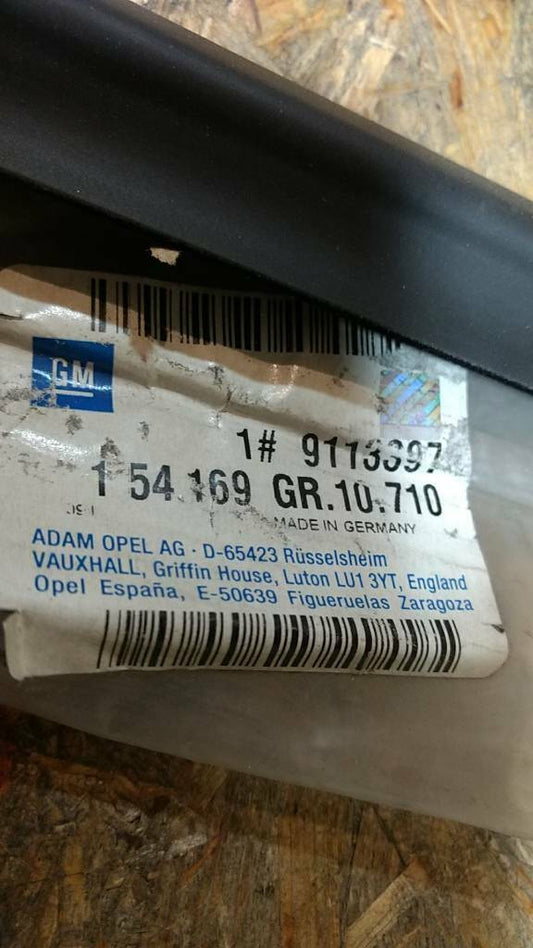 GM
1# 9113397
1 54 169 GR.10.710
MADE IN GERMANY
ADAM OPEL AG · D-65423 Rüsselsheim
VAUXHALL, Griffin House, Luton LU1 3YT, England
Opel España, E-50639 Figueruelas Zaragoza